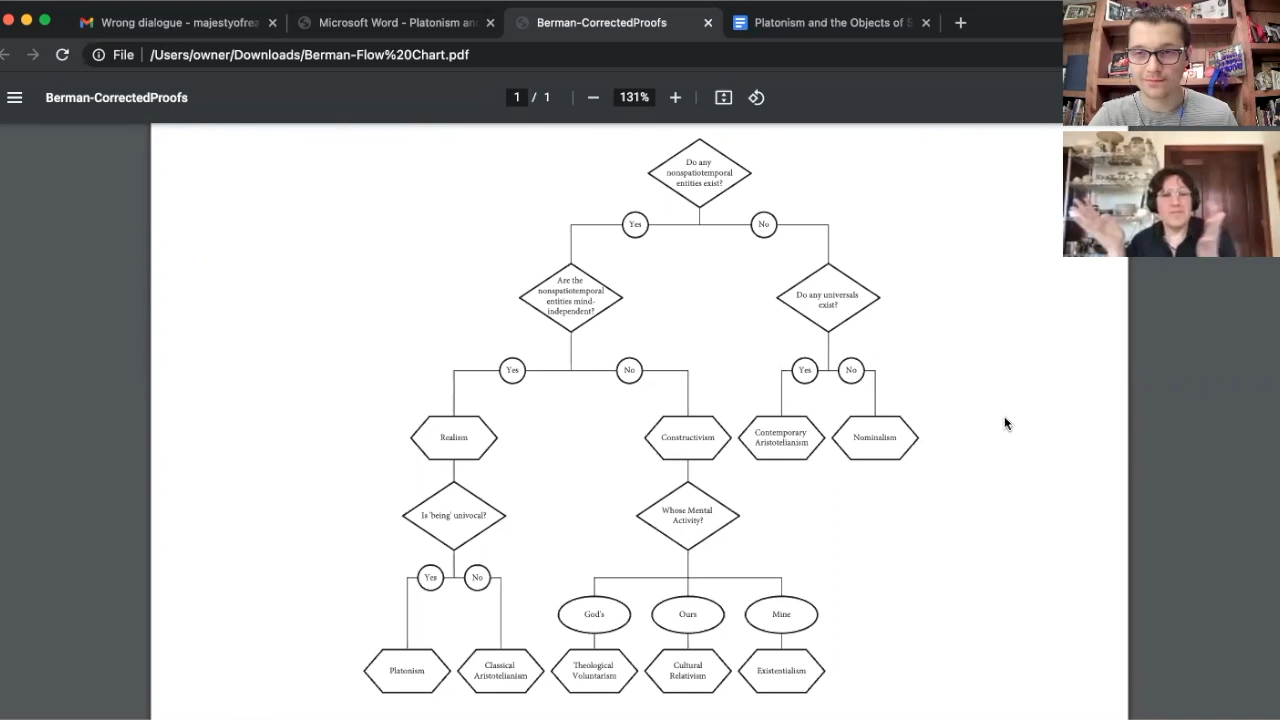 Wrong dialogue - majestyofrea
Microsoft World - Platonism and
Berman-CorrectedProofs
Platonism and the Objects of S
File
/Users/owner/Downloads/Berman-Flow%20Chart.pdf
Berman-CorrectedProofs
1 / 1
131%
Do any
nonspatiotemporal
entities exist?
Yes
No
Are the
nonspatiotemporal
entities mind-
independent?
Do any universals
exist?
Yes
No
Yes
No
Realism
Constructivism
Contemporary
Aristotelianism
Nominalism
Is 'being' univocal?
Whose Mental
Activity?
Yes
No
God's
Ours
Mine
Platonism
Classical
Aristotelianism
Theological
Voluntarism
Cultural
Relativism
Existentialism